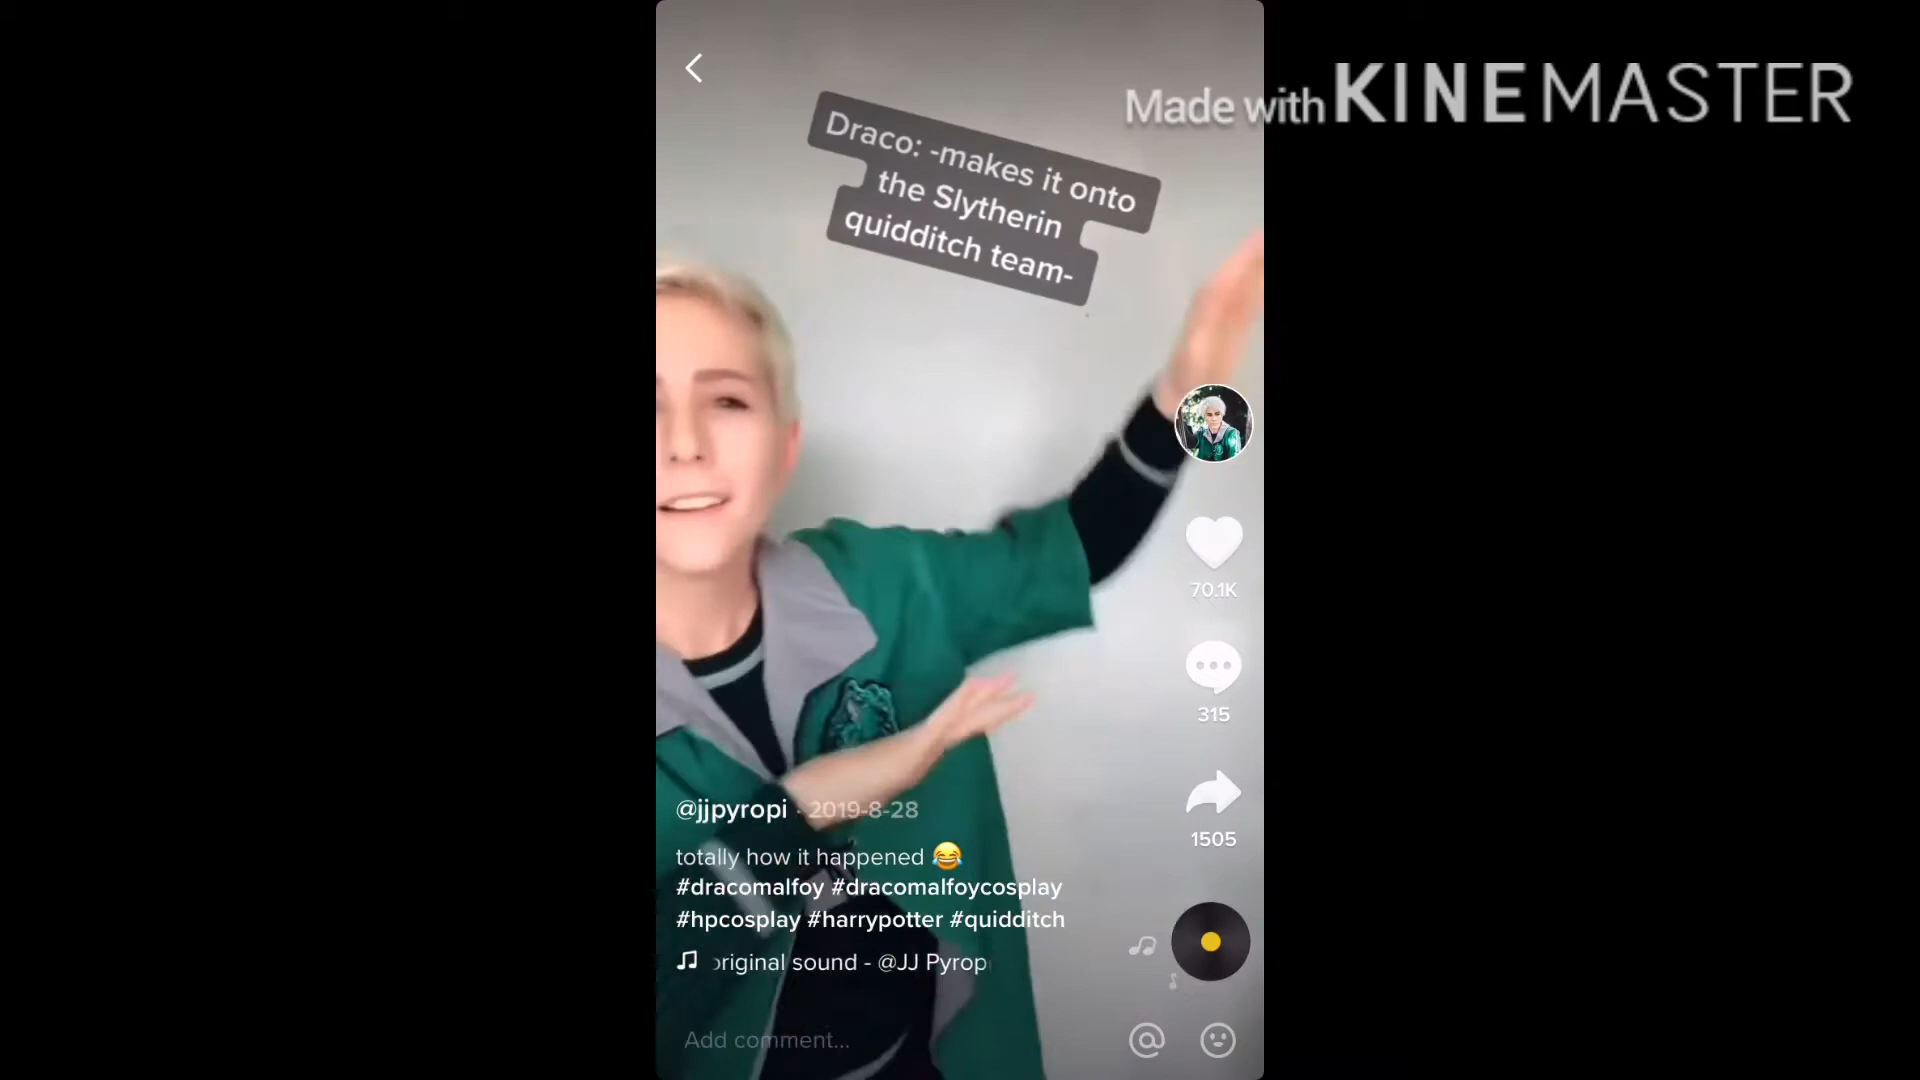 Made with KINEMASTER
Draco: -makes it onto
the Slytherin
quidditch team-
70.1K
315
1505
@jjpyropi · 2019-8-28
totally how it happened 😂
#dracomalfoy #dracomalfoycosplay
#hpcosplay #harrypotter #quidditch
original sound - @JJ Pyrop
Add comment...